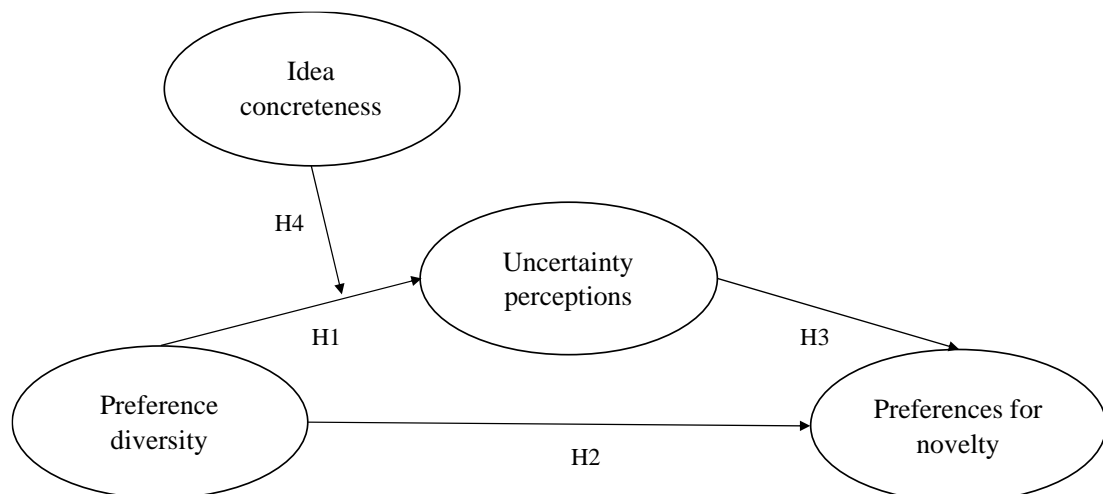 Idea
concreteness
H4
Uncertainty
perceptions
H1
H3
Preference
diversity
Preferences for
novelty
H2